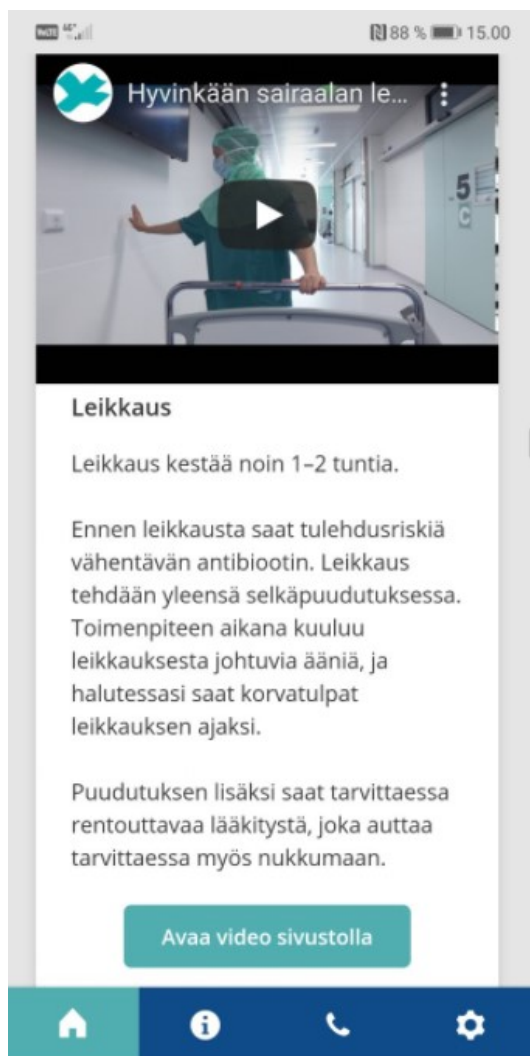 88 % 15.00
Hyvinkään sairaalan le...
5
C
Leikkaus
Leikkaus kestää noin 1–2 tuntia.
Ennen leikkausta saat tulehdusriskiä
vähentävän antibiootin. Leikkaus
tehdään yleensä selkäpuudutuksessa.
Toimenpiteen aikana kuuluu
leikkauksesta johtuvia ääniä, ja
halutessasi saat korvatulpat
leikkauksen ajaksi.
Puudutuksen lisäksi saat tarvittaessa
rentouttavaa lääkitystä, joka auttaa
tarvittaessa myös nukkumaan.
Avaa video sivustolla